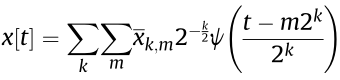 x[t] = ∑_k ∑_m x̅_{k,m} 2^{-k/2} ψ( (t − m2^k) / 2^k )